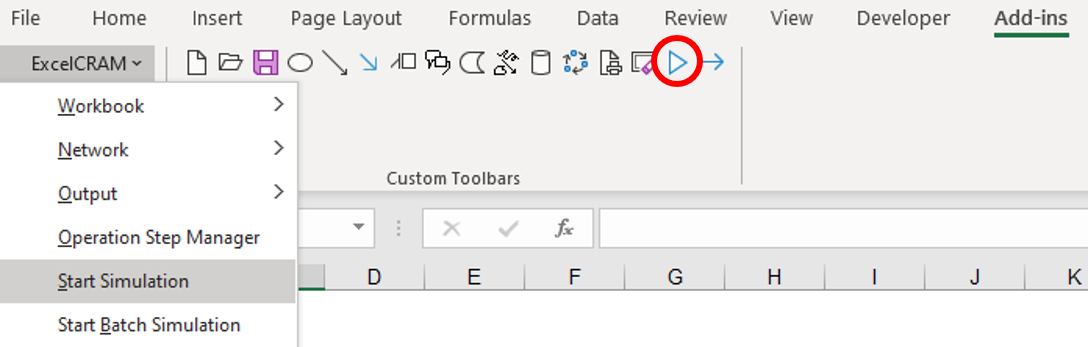 File Home Insert Page Layout Formulas Data Review View Developer Add-ins
ExcelCRAM
Workbook
Network
Output
Operation Step Manager
Start Simulation
Start Batch Simulation
Custom Toolbars
fx
D E F G H I J K